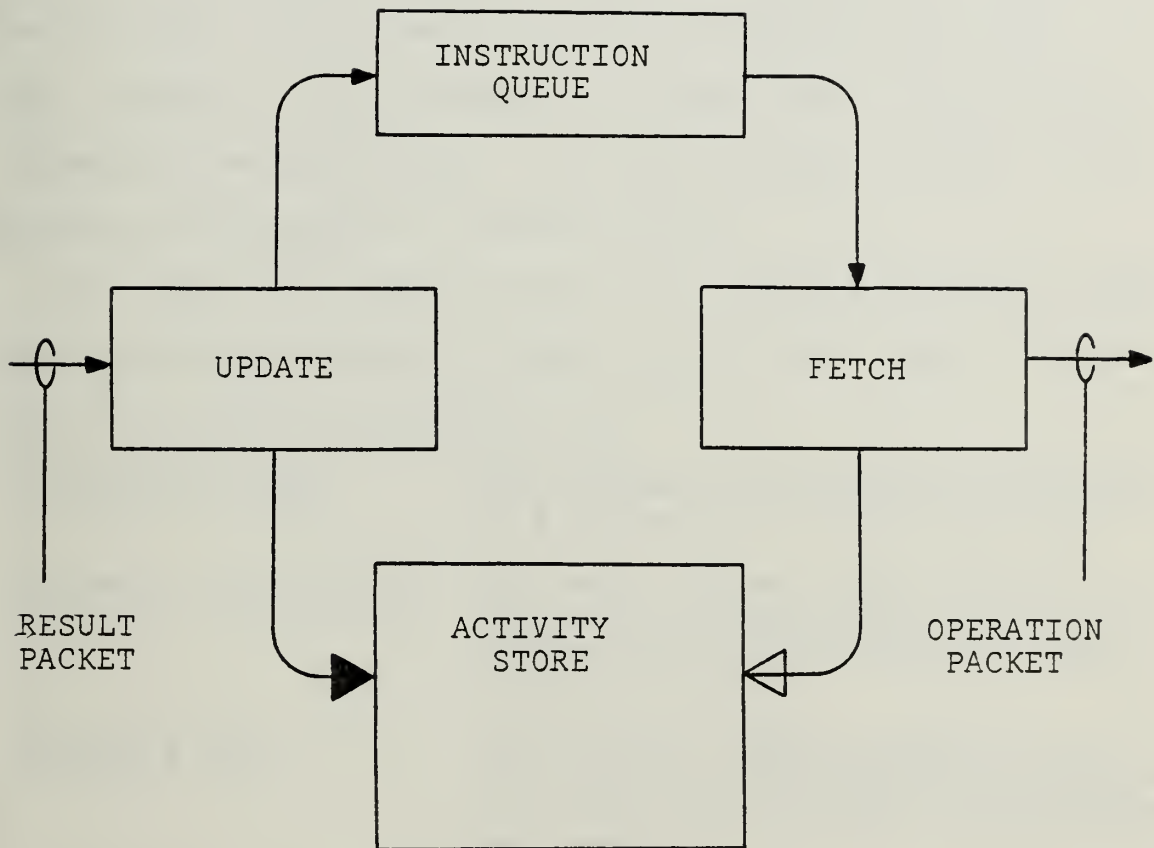 INSTRUCTION
QUEUE
UPDATE
FETCH
RESULT
PACKET
ACTIVITY
STORE
OPERATION
PACKET